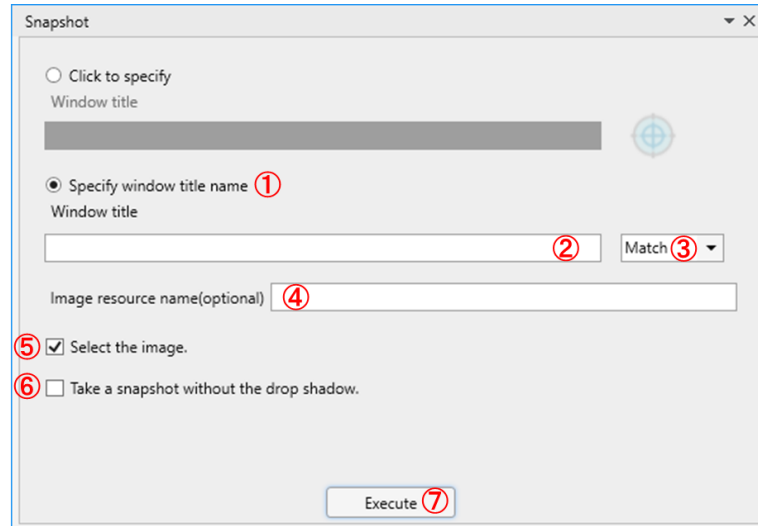 Snapshot
Click to specify
Window title
Specify window title name ①
Window title
② Match ③
Image resource name(optional) ④
⑤ Select the image.
⑥ Take a snapshot without the drop shadow.
Execute ⑦